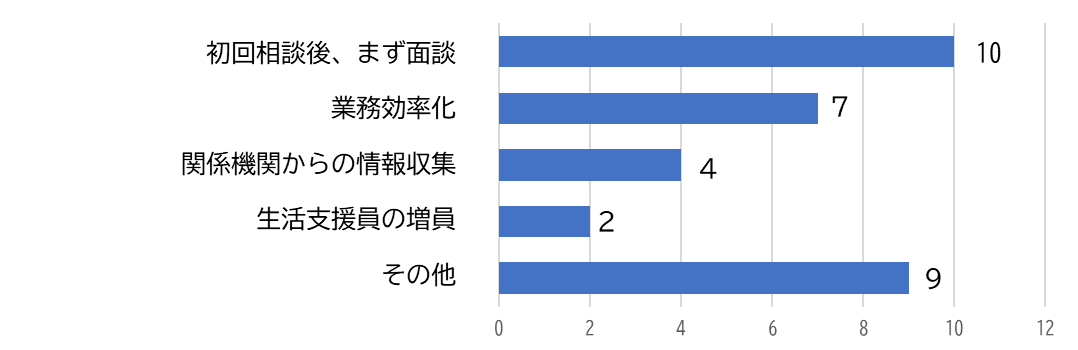 初回相談後、まず面談 10
業務効率化 7
関係機関からの情報収集 4
生活支援員の増員 2
その他 9
0 2 4 6 8 10 12